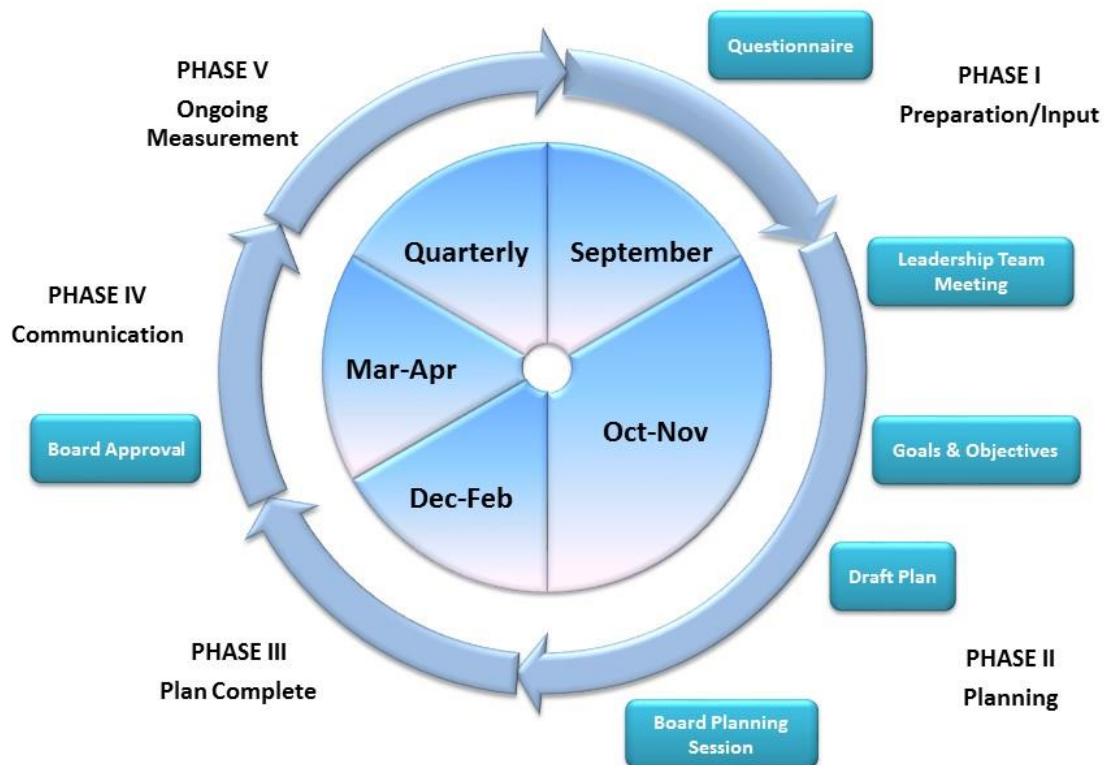 Questionnaire
PHASE I
Preparation/Input
Leadership Team
Meeting
Goals & Objectives
Draft Plan
PHASE II
Planning
Board Planning
Session
PHASE III
Plan Complete
Board Approval
PHASE IV
Communication
PHASE V
Ongoing
Measurement
September
Oct-Nov
Dec-Feb
Mar-Apr
Quarterly